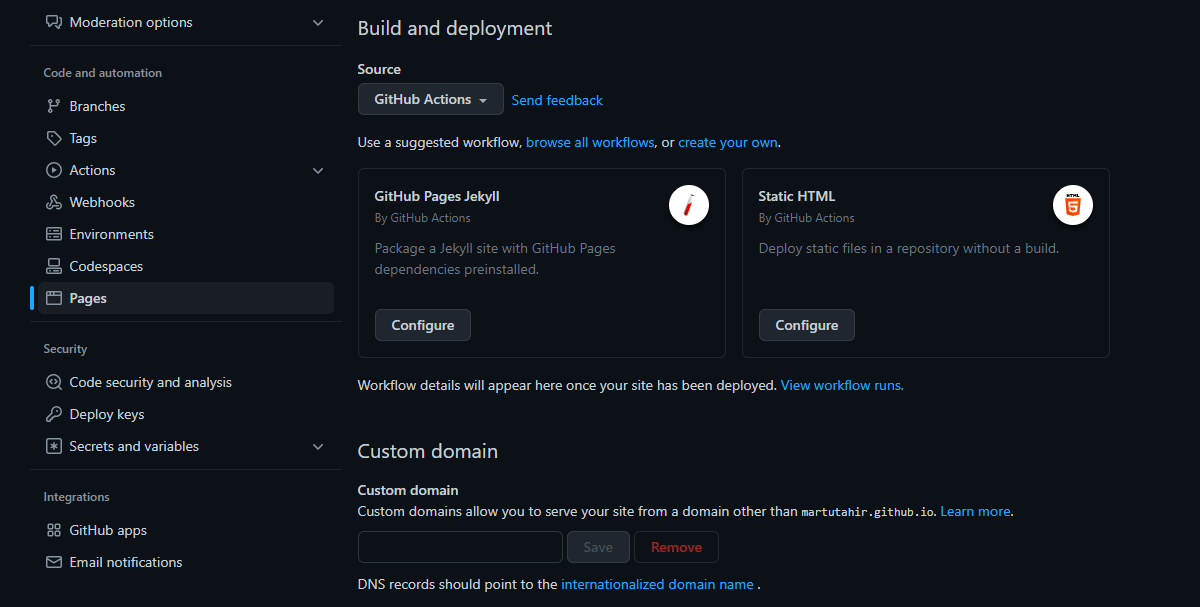 Moderation options
Code and automation
Branches
Tags
Actions
Webhooks
Environments
Codespaces
Pages
Security
Code security and analysis
Deploy keys
Secrets and variables
Integrations
GitHub apps
Email notifications
Build and deployment
Source
GitHub Actions
Send feedback
Use a suggested workflow, browse all workflows, or create your own.
GitHub Pages Jekyll
By GitHub Actions
Package a Jekyll site with GitHub Pages
dependencies preinstalled.
Configure
Static HTML
By GitHub Actions
Deploy static files in a repository without a build.
Configure
HTML
5
Workflow details will appear here once your site has been deployed. View workflow runs.
Custom domain
Custom domain
Custom domains allow you to serve your site from a domain other than martutahir.github.io. Learn more.
Save
Remove
DNS records should point to the internationalized domain name .